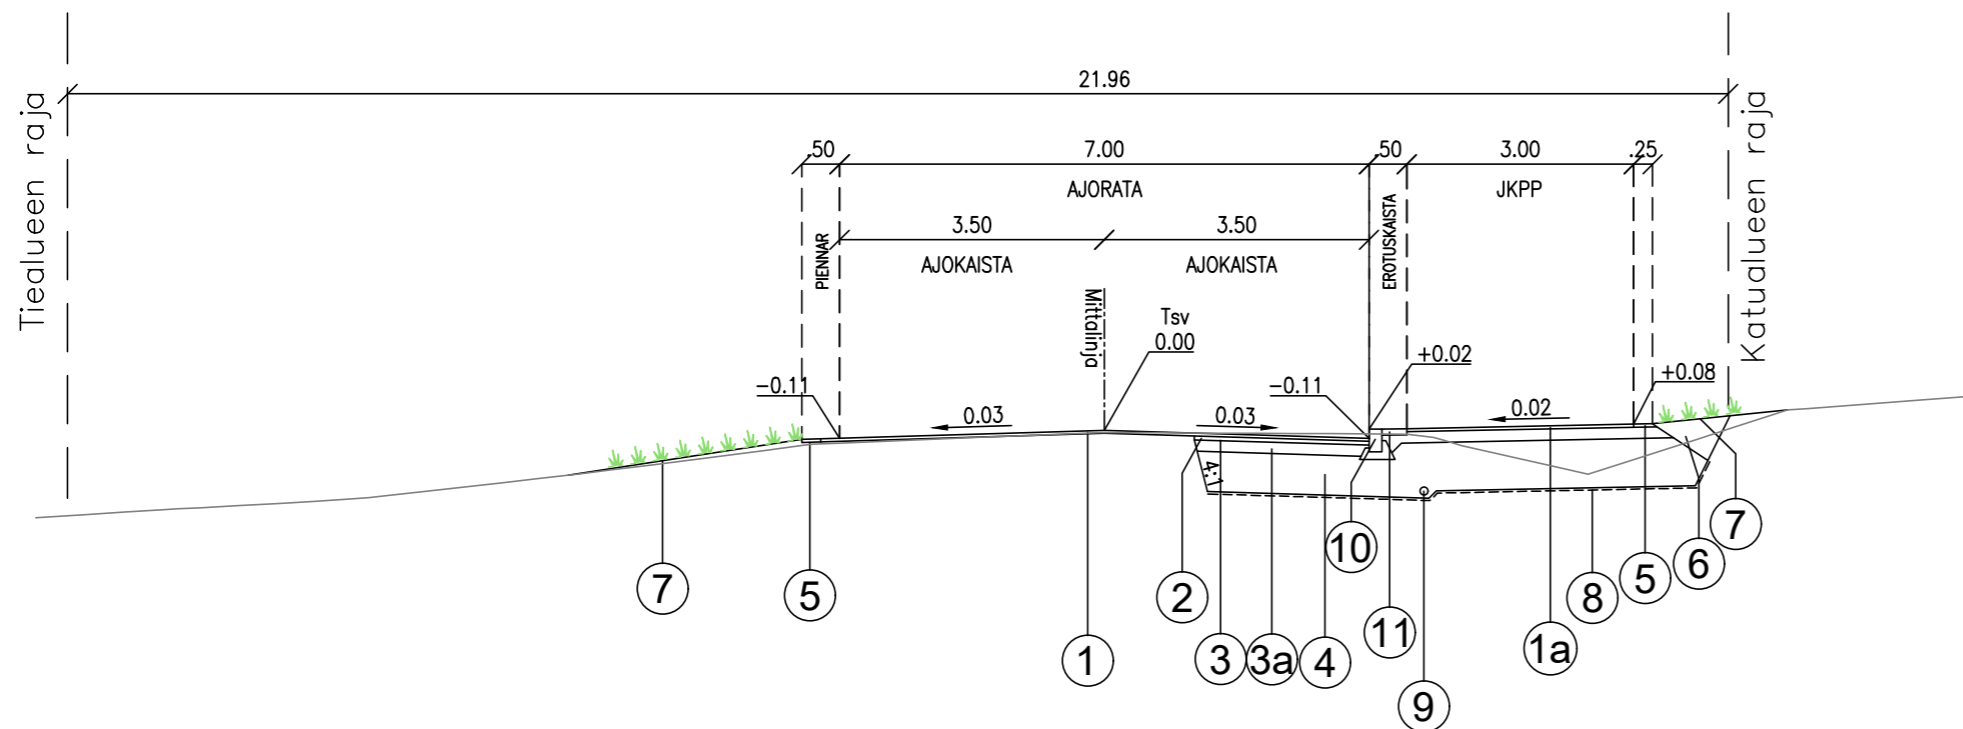 Tiealueen raja
21.96
Katualueen raja
.50
7.00
.50
3.00
.25
AJORATA
JKPP
PIENNAR
3.50
3.50
EROTUSKAISTA
AJOKAISTA
AJOKAISTA
Mittalinja
Tsv
0.00
-0.11
-0.11
+0.02
+0.08
0.03
0.03
0.02
4:1
7
5
1
2
3
3a
4
10
11
9
1a
8
5
6
7